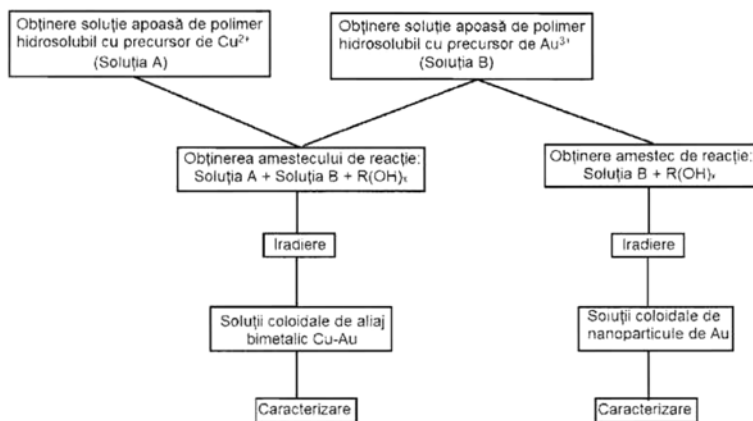 Obținere soluție apoasă de polimer
hidrosolubil cu precursor de Cu²⁺
(Soluția A)
Obținere soluție apoasă de polimer
hidrosolubil cu precursor de Au³⁺
(Soluția B)
Obținerea amestecului de reacție:
Soluția A + Soluția B + R(OH)ₓ
Obținere amestec de reacție:
Soluția B + R(OH)ₓ
Iradiere
Iradiere
Soluții coloidale de aliaj
bimetalic Cu-Au
Soluții coloidale de
nanoparticule de Au
Caracterizare
Caracterizare